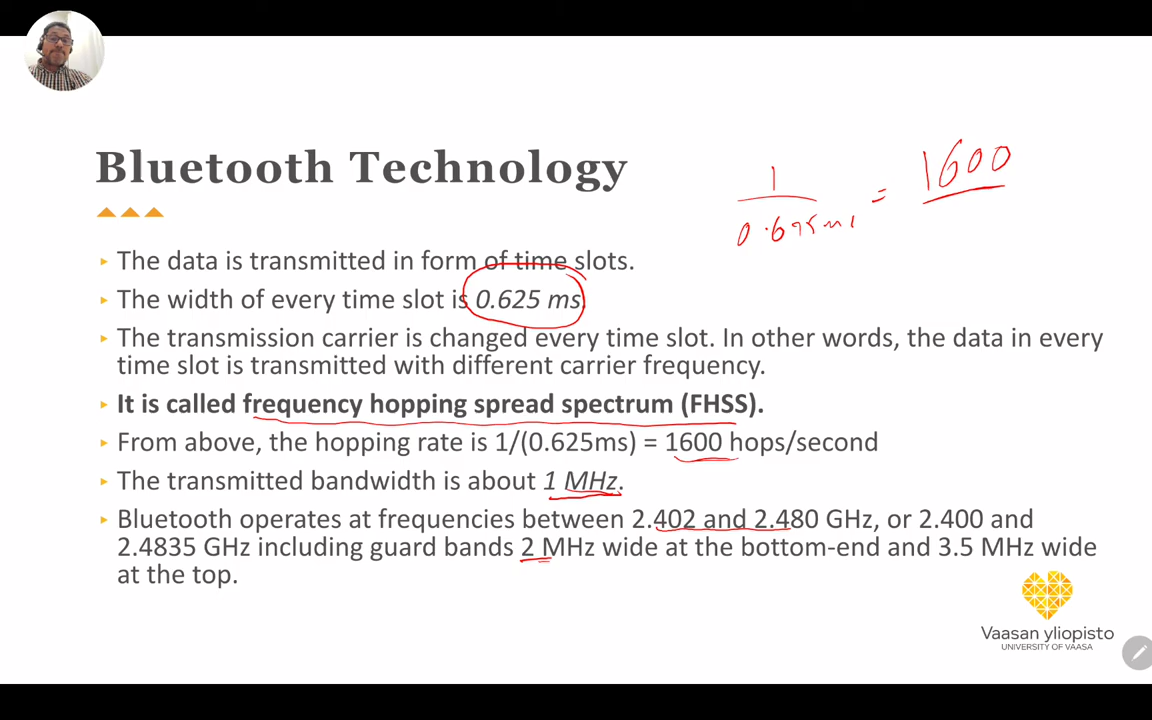 Bluetooth Technology
1
0.625 ms
= 1600
The data is transmitted in form of time slots.
The width of every time slot is 0.625 ms.
The transmission carrier is changed every time slot. In other words, the data in every
time slot is transmitted with different carrier frequency.
It is called frequency hopping spread spectrum (FHSS).
From above, the hopping rate is 1/(0.625ms) = 1600 hops/second
The transmitted bandwidth is about 1 MHz.
Bluetooth operates at frequencies between 2.402 and 2.480 GHz, or 2.400 and
2.4835 GHz including guard bands 2 MHz wide at the bottom-end and 3.5 MHz wide
at the top.
Vaasan yliopisto
UNIVERSITY OF VAASA